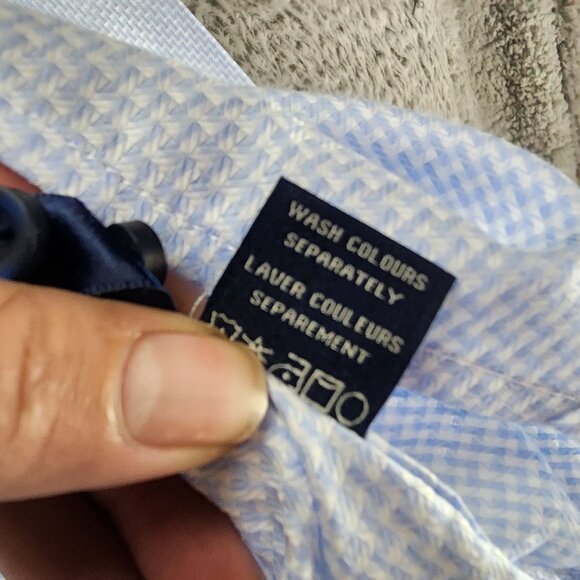 WASH COLOURS
SEPARATELY
LAVER COULEURS
SEPAREMENT